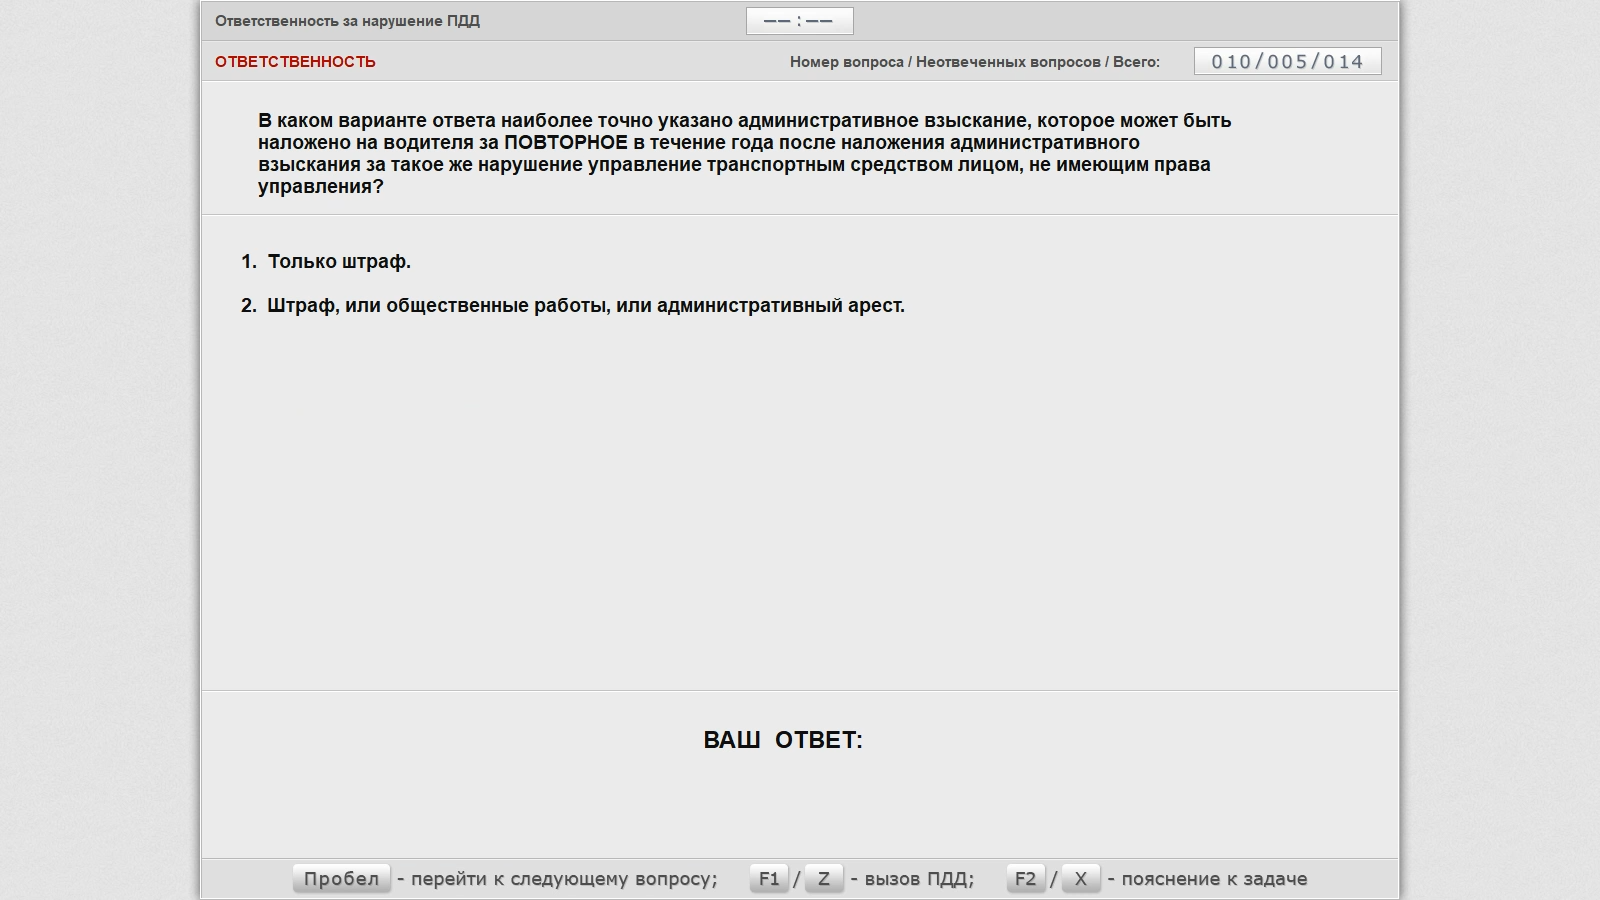 Ответственность за нарушение ПДД
——:——
ОТВЕТСТВЕННОСТЬ
Номер вопроса / Неотвеченных вопросов / Всего:
010/005/014
В каком варианте ответа наиболее точно указано административное взыскание, которое может быть
наложено на водителя за ПОВТОРНОЕ в течение года после наложения административного
взыскания за такое же нарушение управление транспортным средством лицом, не имеющим права
управления?
1. Только штраф.
2. Штраф, или общественные работы, или административный арест.
ВАШ ОТВЕТ:
Пробел - перейти к следующему вопросу; F1 / Z - вызов ПДД; F2 / X - пояснение к задаче